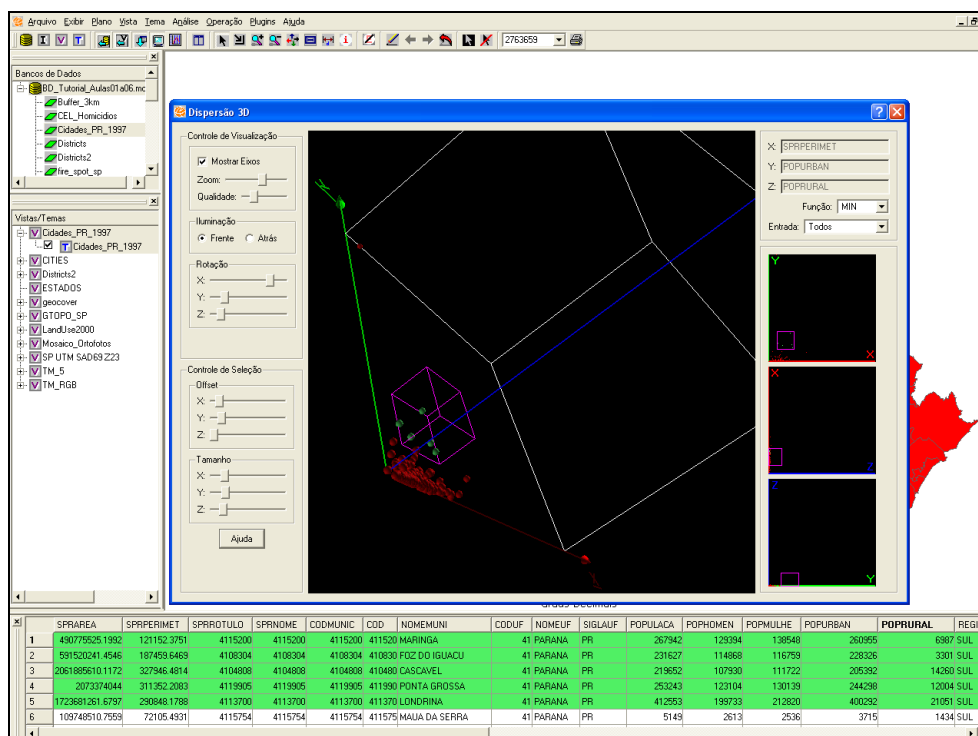 Arquivo Exibir Plano Vista Tema Análise Operação Plugins Ajuda
I V T 2763659
Bancos de Dados
BD_Tutorial_Aulas01a06.mc
Buffer_3km
CEL_Homicidios
Cidades_PR_1997
Districts
Districts2
fire_spot_sp
Vistas/Temas
V Cidades_PR_1997
T Cidades_PR_1997
V CITIES
V Districts2
V ESTADOS
V geocover
V GTOPO_SP
V LandUse2000
V Mosaico_Ortofotos
V SP UTM SAD69 Z23
V TM_5
V TM_RGB
Dispersão 3D
Controle de Visualização
Mostrar Eixos
Zoom:
Qualidade:
Iluminação
Frente Atrás
Rotação
X:
Y:
Z:
Controle de Seleção
Offset
X:
Y:
Z:
Tamanho
X:
Y:
Z:
Ajuda
X: SPRPERIMET
Y: POPURBAN
Z: POPRURAL
Função: MIN
Entrada: Todos
Y
X
X
Z
Z
Y
Graus Decimais
SPRAREA SPRPERIMET SPRROTULO SPRNOME CODMUNIC COD NOMEMUNI CODUF NOMEUF SIGLAUF POPULACA POPHOMEN POPMULHE POPURBAN POPRURAL REGI
1 490775525.1992 121152.3751 4115200 4115200 4115200 411520 MARINGA 41 PARANA PR 267942 129394 138548 260955 6987 SUL
2 591520241.4546 187459.6469 4108304 4108304 4108304 410830 FOZ DO IGUACU 41 PARANA PR 231627 114868 116759 228326 3301 SUL
3 2061885610.1172 327946.4814 4104808 4104808 4104808 410480 CASCAVEL 41 PARANA PR 219652 107930 111722 205392 14260 SUL
4 2073374044 311352.2083 4119905 4119905 4119905 411990 PONTA GROSSA 41 PARANA PR 253243 123104 130139 244298 12004 SUL
5 1723681261.6797 290848.1788 4113700 4113700 4113700 411370 LONDRINA 41 PARANA PR 412553 199733 212820 400292 21051 SUL
6 109748510.7559 72105.4931 4115754 4115754 4115754 411575 MAUA DA SERRA 41 PARANA PR 5149 2613 2536 3715 1434 SUL